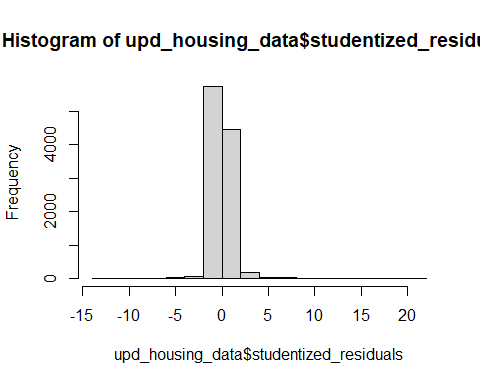 Histogram of upd_housing_data$studentized_residu
Frequency
0
2000
4000
-15 -10 -5 0 5 10 15 20
upd_housing_data$studentized_residuals